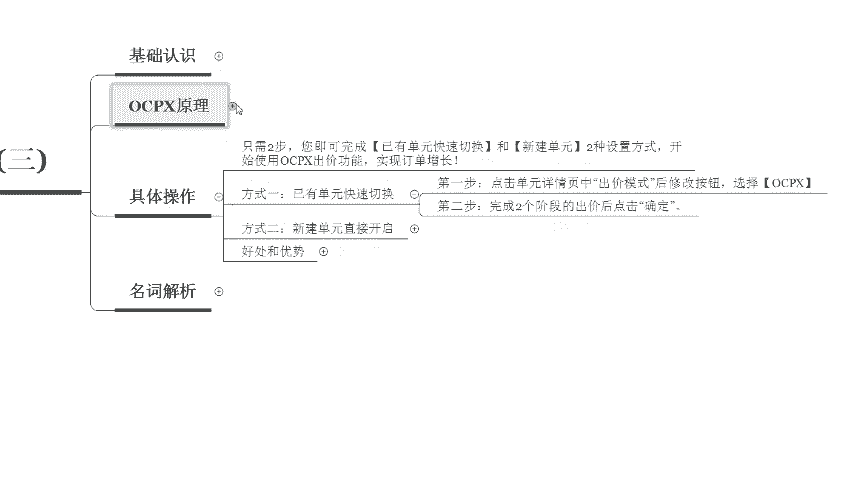 (三)
基础认识
OCPX原理
具体操作
只需2步，您即可完成【已有单元快速切换】和【新建单元】2种设置方式，开
始使用OCPX出价功能，实现订单增长！
方式一：已有单元快速切换
第一步：点击单元详情页中“出价模式”后修改按钮，选择【OCPX】
第二步：完成2个阶段的出价后点击“确定”。
方式二：新建单元直接开启
好处和优势
名词解析